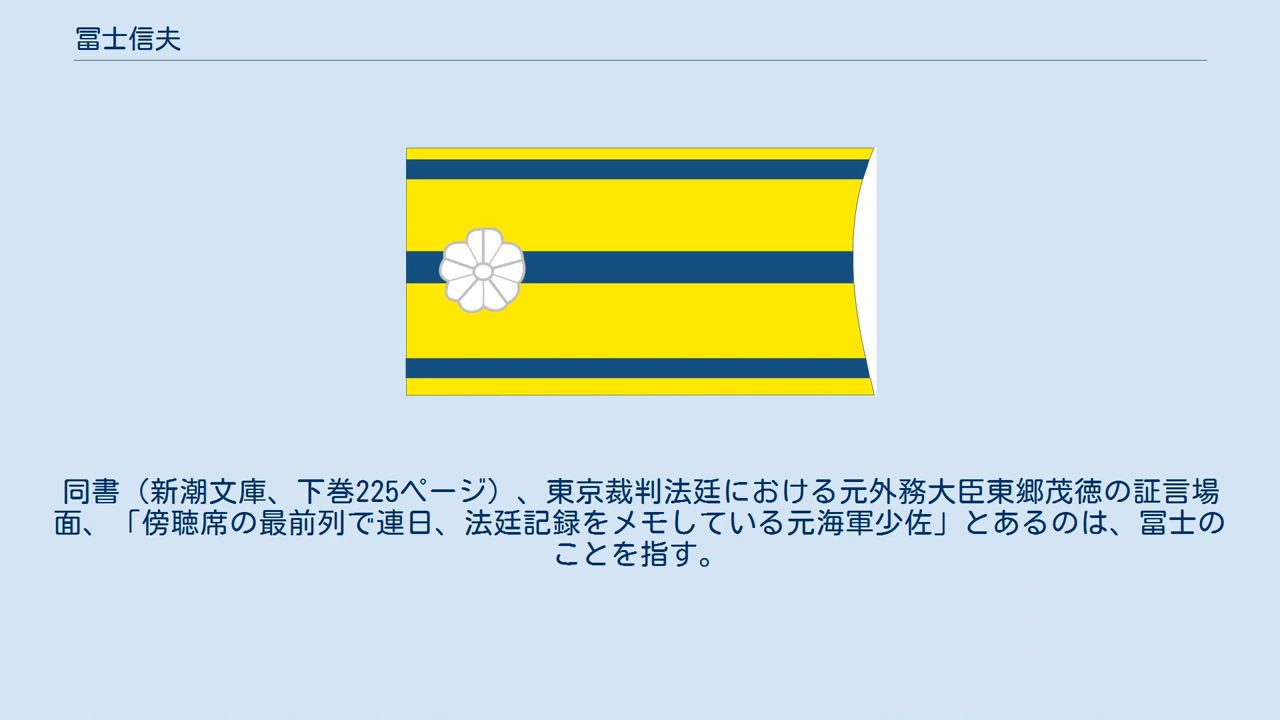 冨士信夫
同書（新潮文庫、下巻225ページ）、東京裁判法廷における元外務大臣東郷茂徳の証言場
面、「傍聴席の最前列で連日、法廷記録をメモしている元海軍少佐」とあるのは、冨士の
ことを指す。